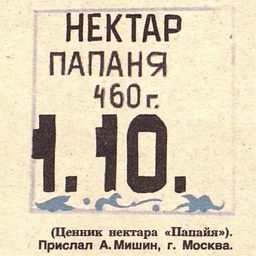 НЕКТАР
ПАПАНЯ
460 г.
1.10.
(Ценник нектара «Папайя»).
Прислал А. Мишин, г. Москва.